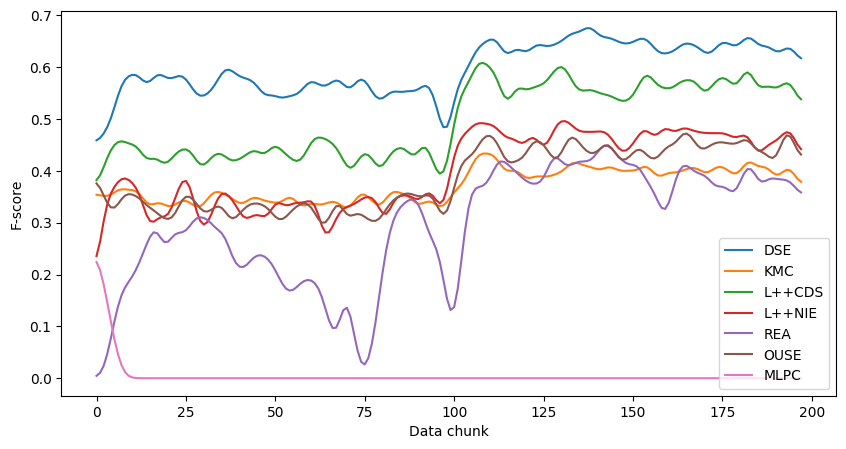 0.7
0.6
0.5
0.4
0.3
0.2
0.1
0.0
F-score
0
25
50
75
100
125
150
175
200
Data chunk
DSE
KMC
L++CDS
L++NIE
REA
OUSE
MLPC